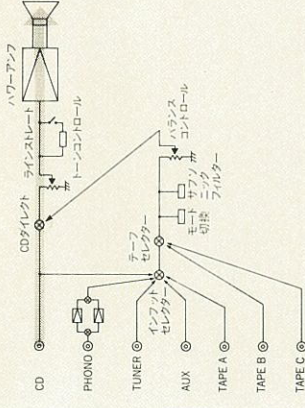 パワーアンプ
ラインストレート
トーンコントロール
CDダイレクト
バランス
コントロール
サブソ
ニック
フィルター
モード
切換
テープ
セレクター
インプット
セレクター
CD
PHONO
TUNER
AUX
TAPE A
TAPE B
TAPE C